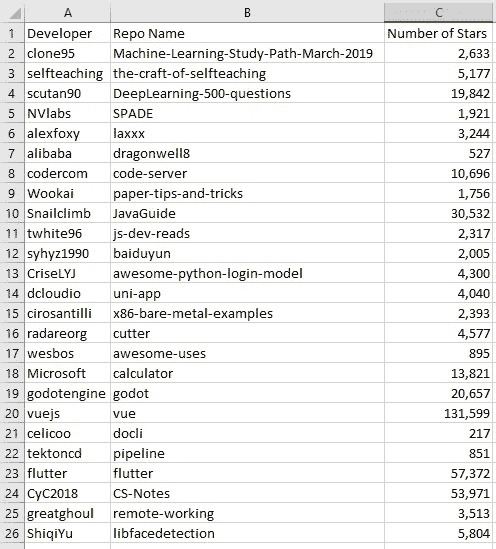 A B C
1 Developer Repo Name Number of Stars
2 clone95 Machine-Learning-Study-Path-March-2019 2,633
3 selfteaching the-craft-of-selfteaching 5,177
4 scutan90 DeepLearning-500-questions 19,842
5 NVlabs SPADE 1,921
6 alexfoxy laxxx 3,244
7 alibaba dragonwell8 527
8 codercom code-server 10,696
9 Wookai paper-tips-and-tricks 1,756
10 Snailclimb JavaGuide 30,532
11 twhite96 js-dev-reads 2,317
12 syhyz1990 baiduyun 2,005
13 CriseLYJ awesome-python-login-model 4,300
14 dcloudio uni-app 4,040
15 cirosantilli x86-bare-metal-examples 2,393
16 radareorg cutter 4,577
17 wesbos awesome-uses 895
18 Microsoft calculator 13,821
19 godotengine godot 20,657
20 vuejs vue 131,599
21 celicoo docli 217
22 tektoncd pipeline 851
23 flutter flutter 57,372
24 CyC2018 CS-Notes 53,971
25 greatghoul remote-working 3,513
26 ShiqiYu libfacedetection 5,804